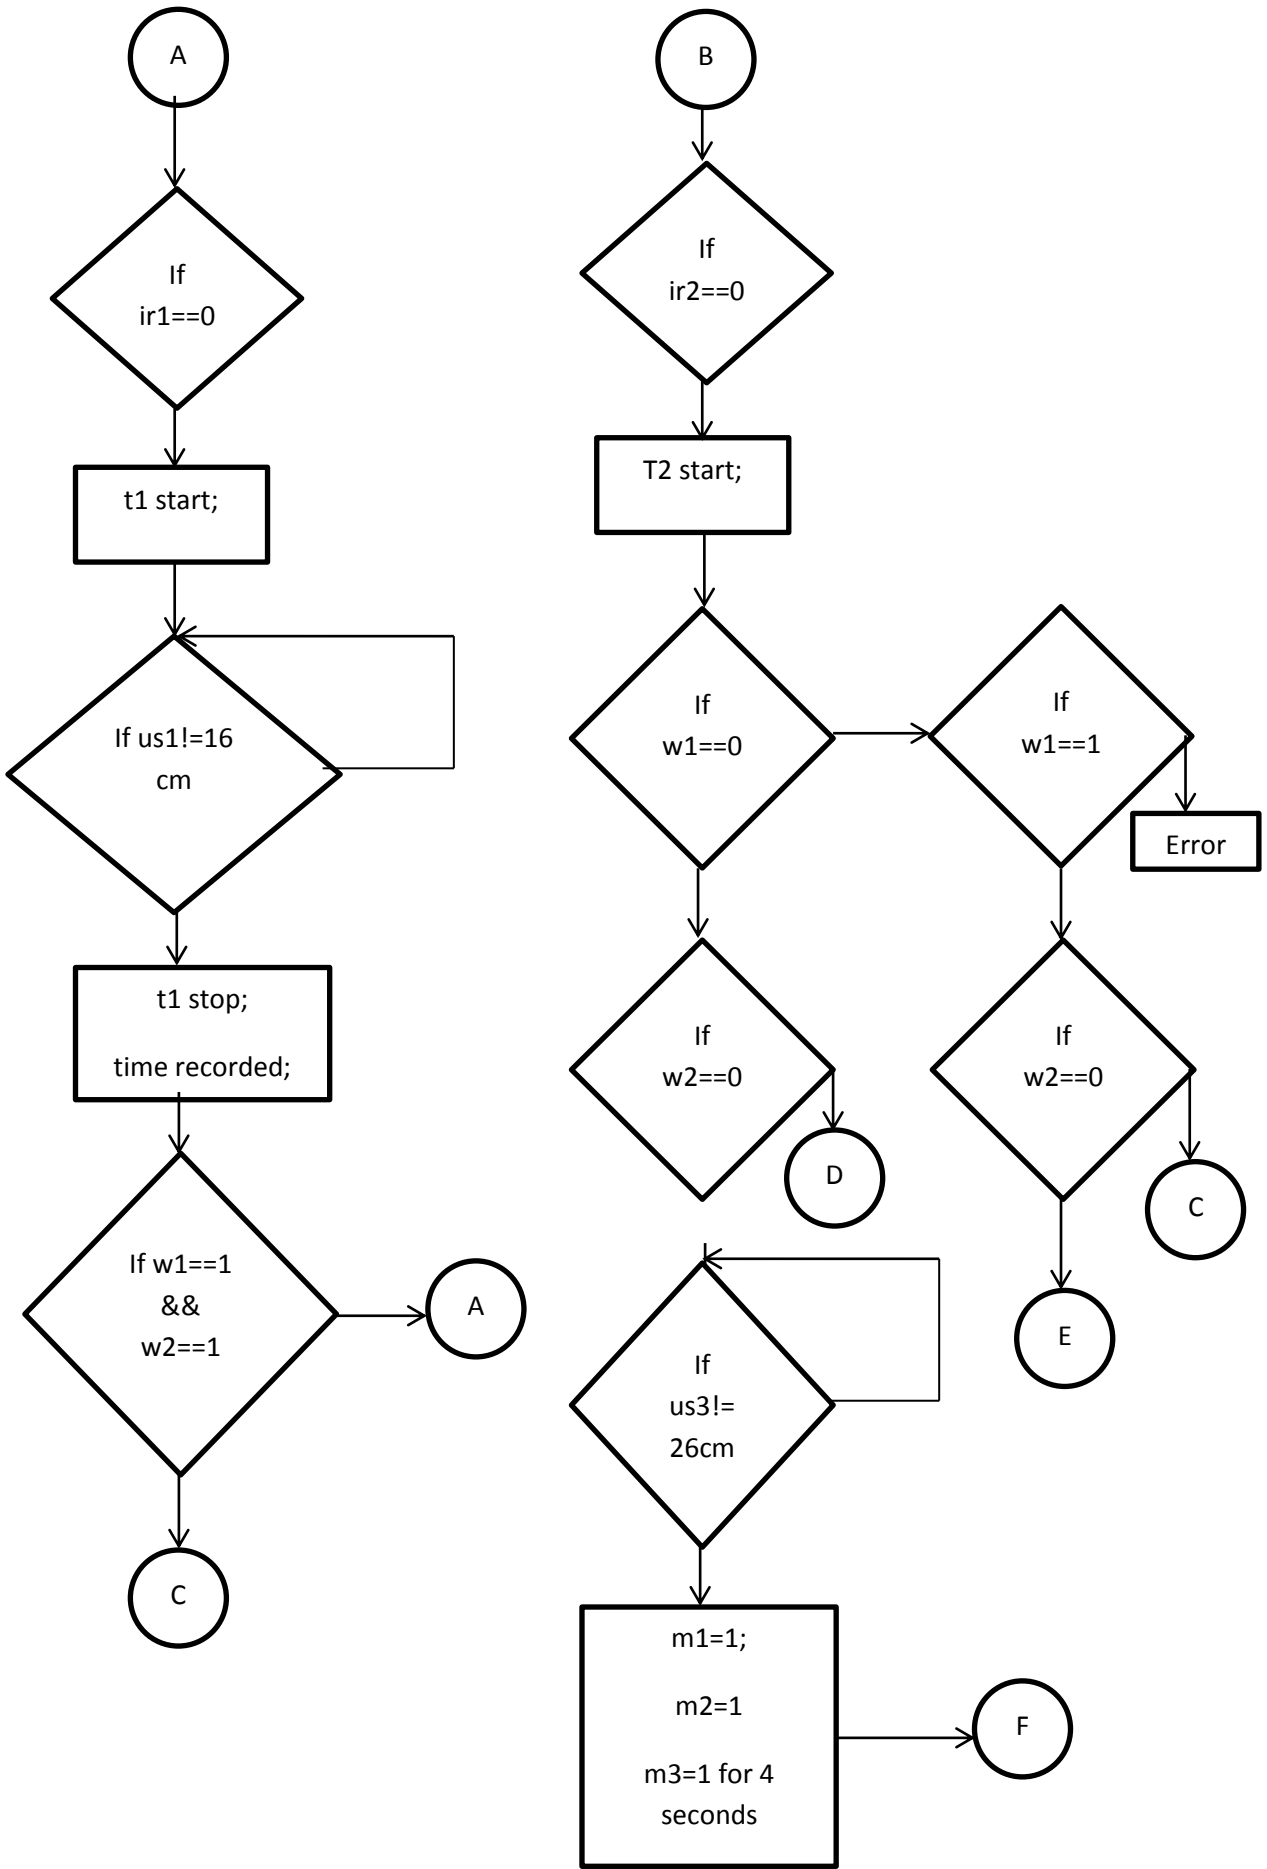 A
If
ir1==0
t1 start;
If us1!=16
cm
t1 stop;
time recorded;
If w1==1
&&
w2==1
A
C
B
If
ir2==0
T2 start;
If
w1==0
If
w1==1
Error
If
w2==0
D
If
w2==0
C
E
If
us3!=
26cm
m1=1;
m2=1
m3=1 for 4
seconds
F